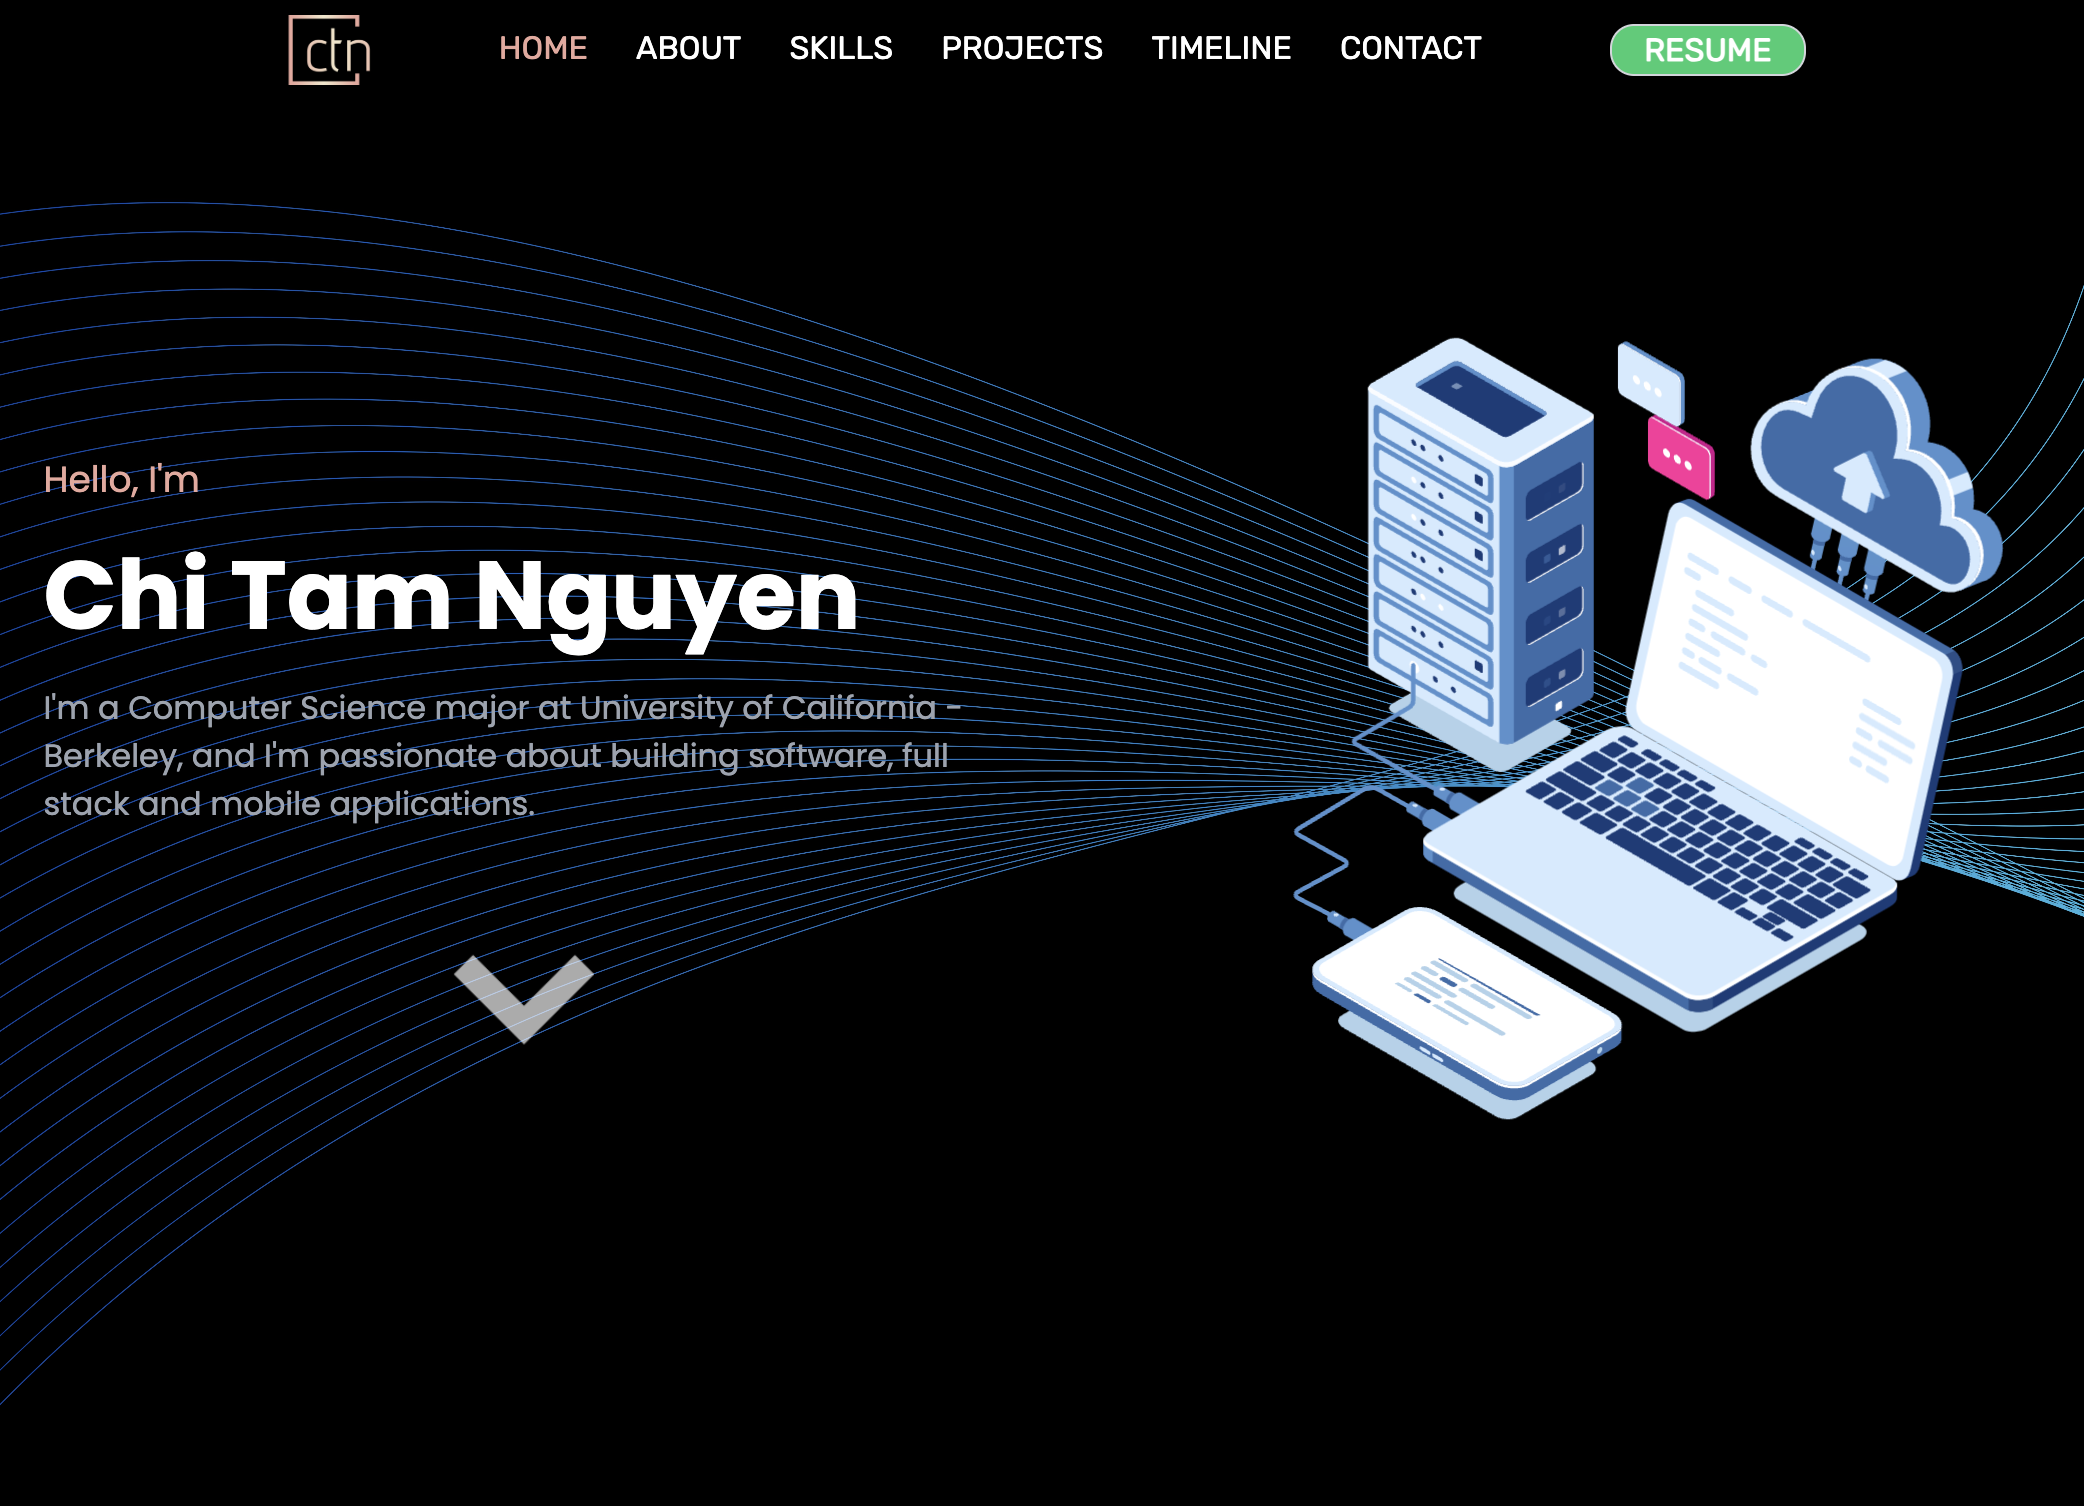 ctn
HOME ABOUT SKILLS PROJECTS TIMELINE CONTACT RESUME
Hello, I'm
Chi Tam Nguyen
I'm a Computer Science major at University of California -
Berkeley, and I'm passionate about building software, full
stack and mobile applications.